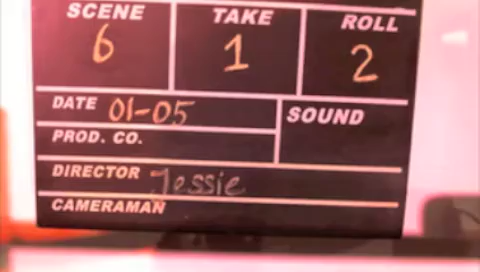 SCENE TAKE ROLL
6 1 2
DATE 01-05 SOUND
PROD. CO.
DIRECTOR Jessie
CAMERAMAN